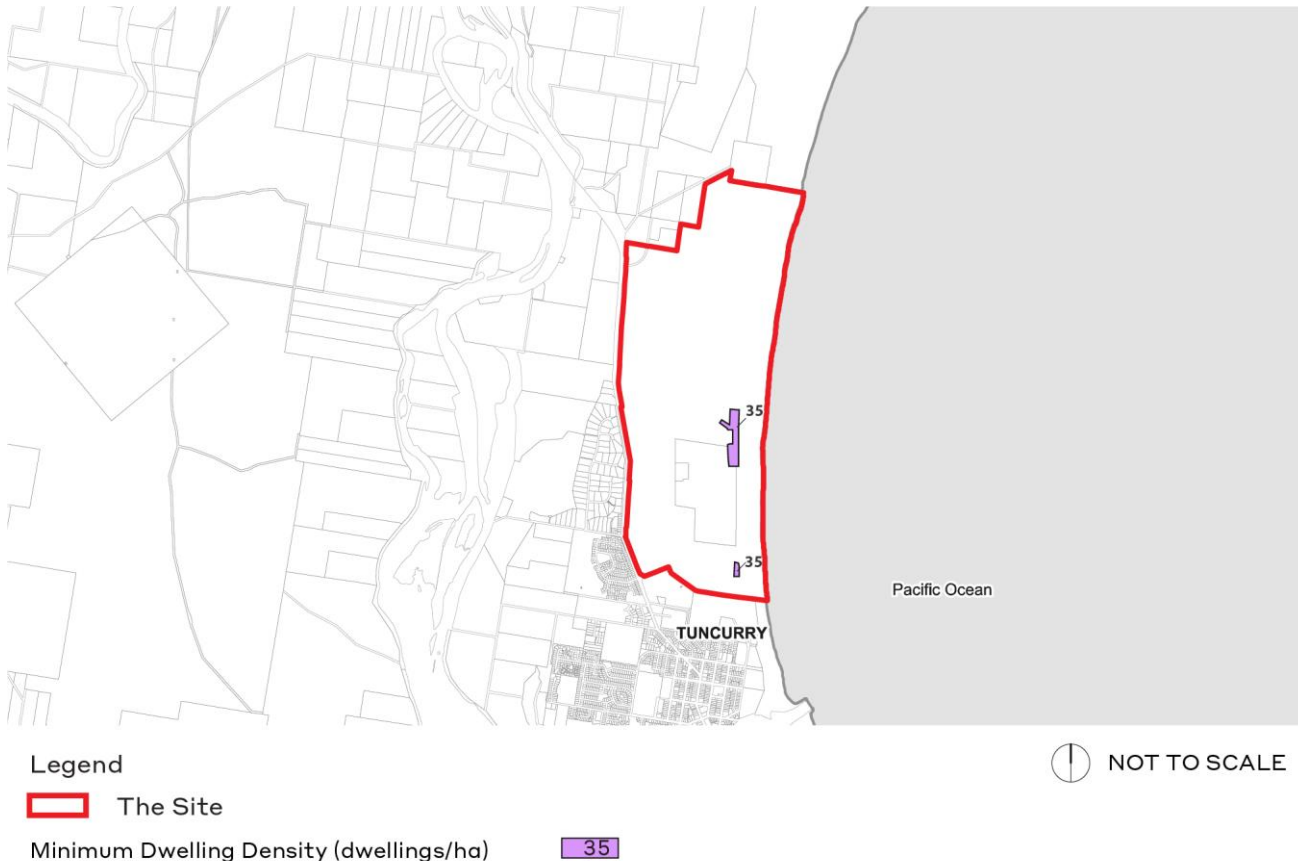 35
35
Pacific Ocean
TUNCURRY
Legend
NOT TO SCALE
The Site
Minimum Dwelling Density (dwellings/ha) 35